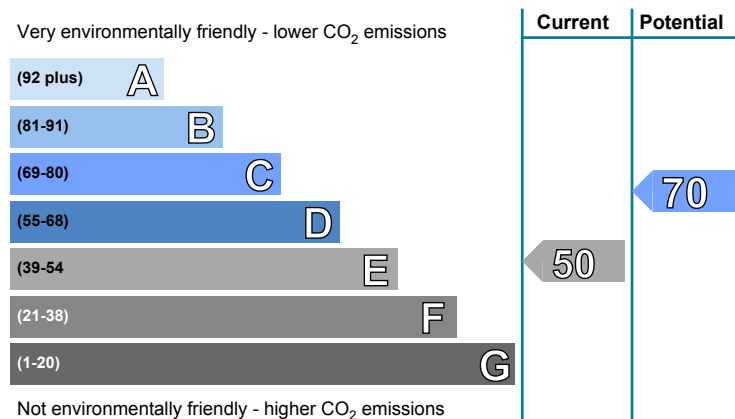 Very environmentally friendly - lower CO₂ emissions
Current
Potential
(92 plus) A
(81-91) B
(69-80) C
70
(55-68) D
(39-54 E
50
(21-38) F
(1-20) G
Not environmentally friendly - higher CO₂ emissions